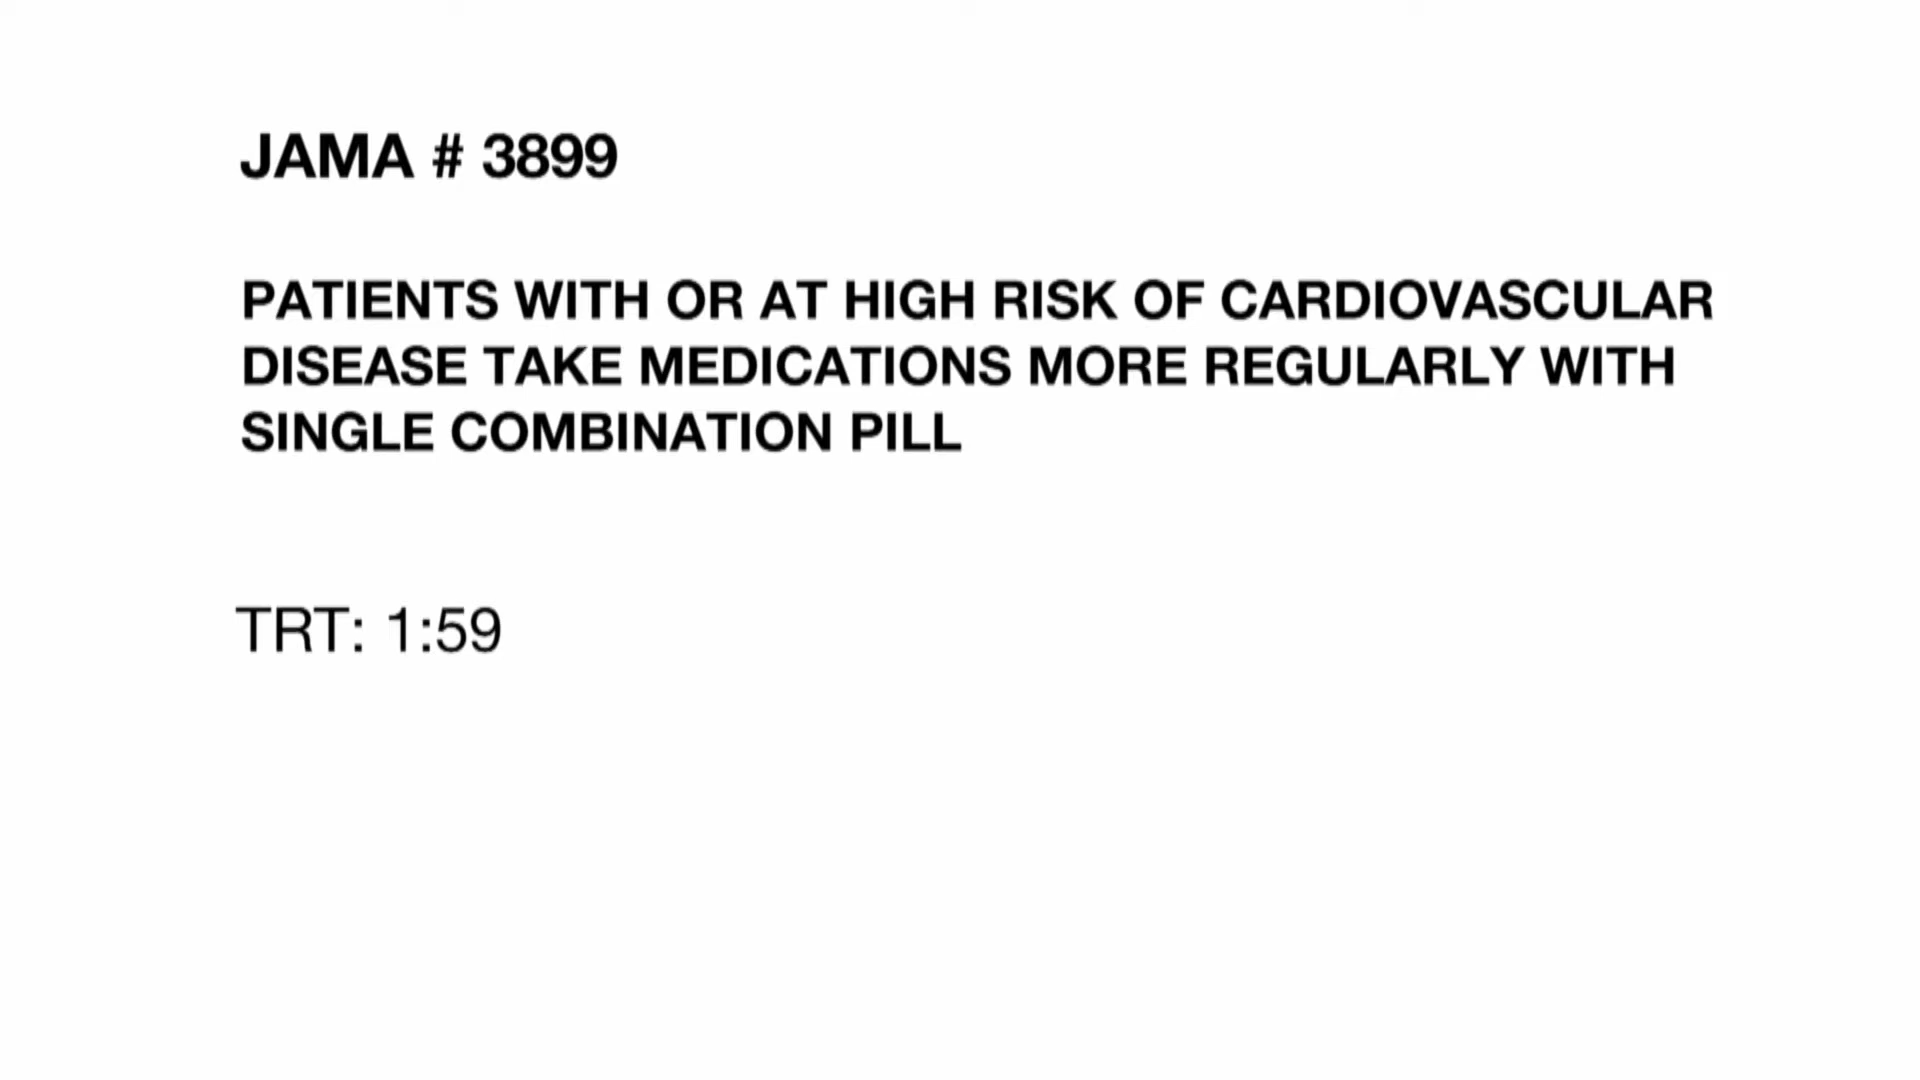 JAMA # 3899
PATIENTS WITH OR AT HIGH RISK OF CARDIOVASCULAR
DISEASE TAKE MEDICATIONS MORE REGULARLY WITH
SINGLE COMBINATION PILL
TRT: 1:59